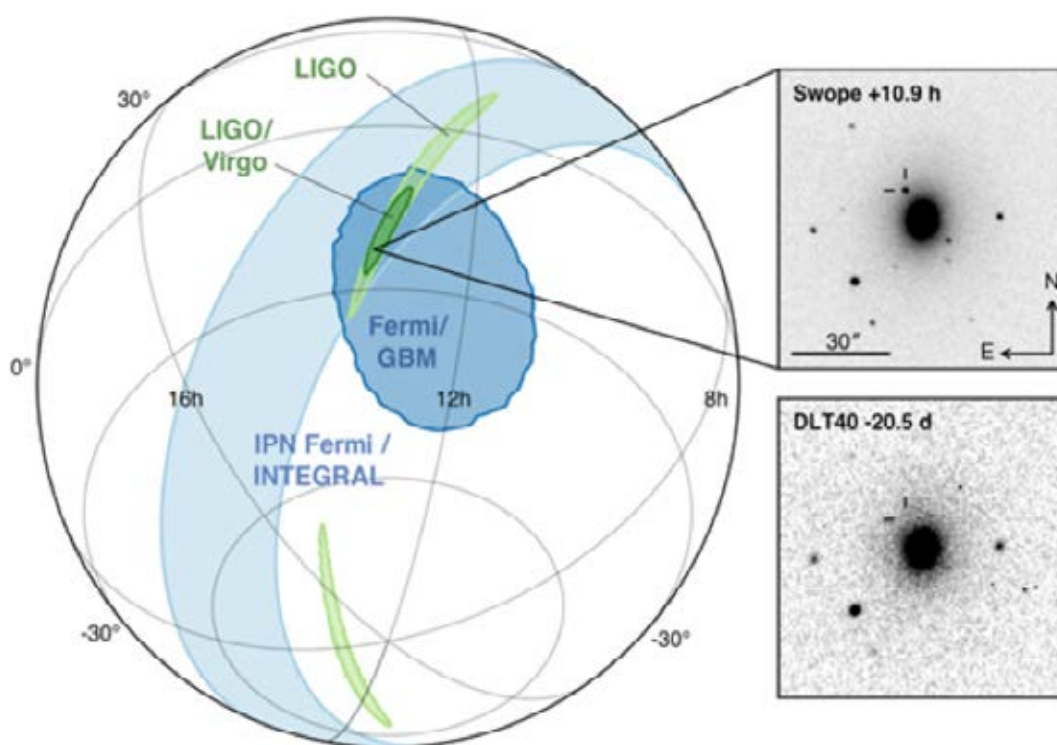 LIGO
30°
LIGO/
Virgo
Fermi/
GBM
0°
16h
12h
8h
IPN Fermi /
INTEGRAL
-30°
-30°
Swope +10.9 h
N
30"
E
DLT40 -20.5 d